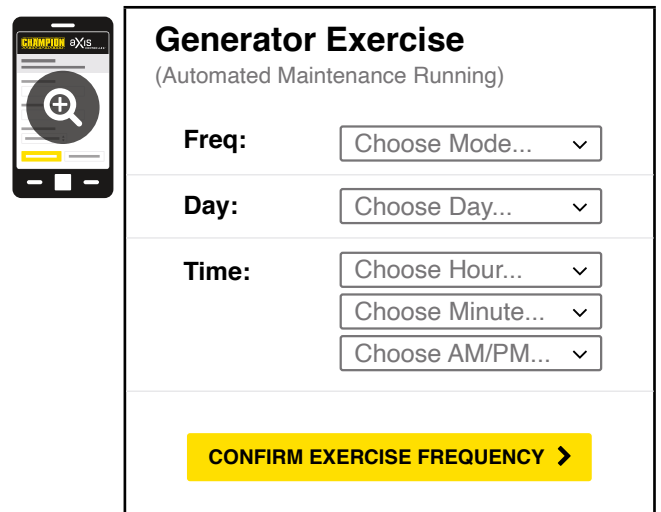 CHAMPION aXis
Generator Exercise
(Automated Maintenance Running)
Freq: Choose Mode...
Day: Choose Day...
Time: Choose Hour...
Choose Minute...
Choose AM/PM...
CONFIRM EXERCISE FREQUENCY